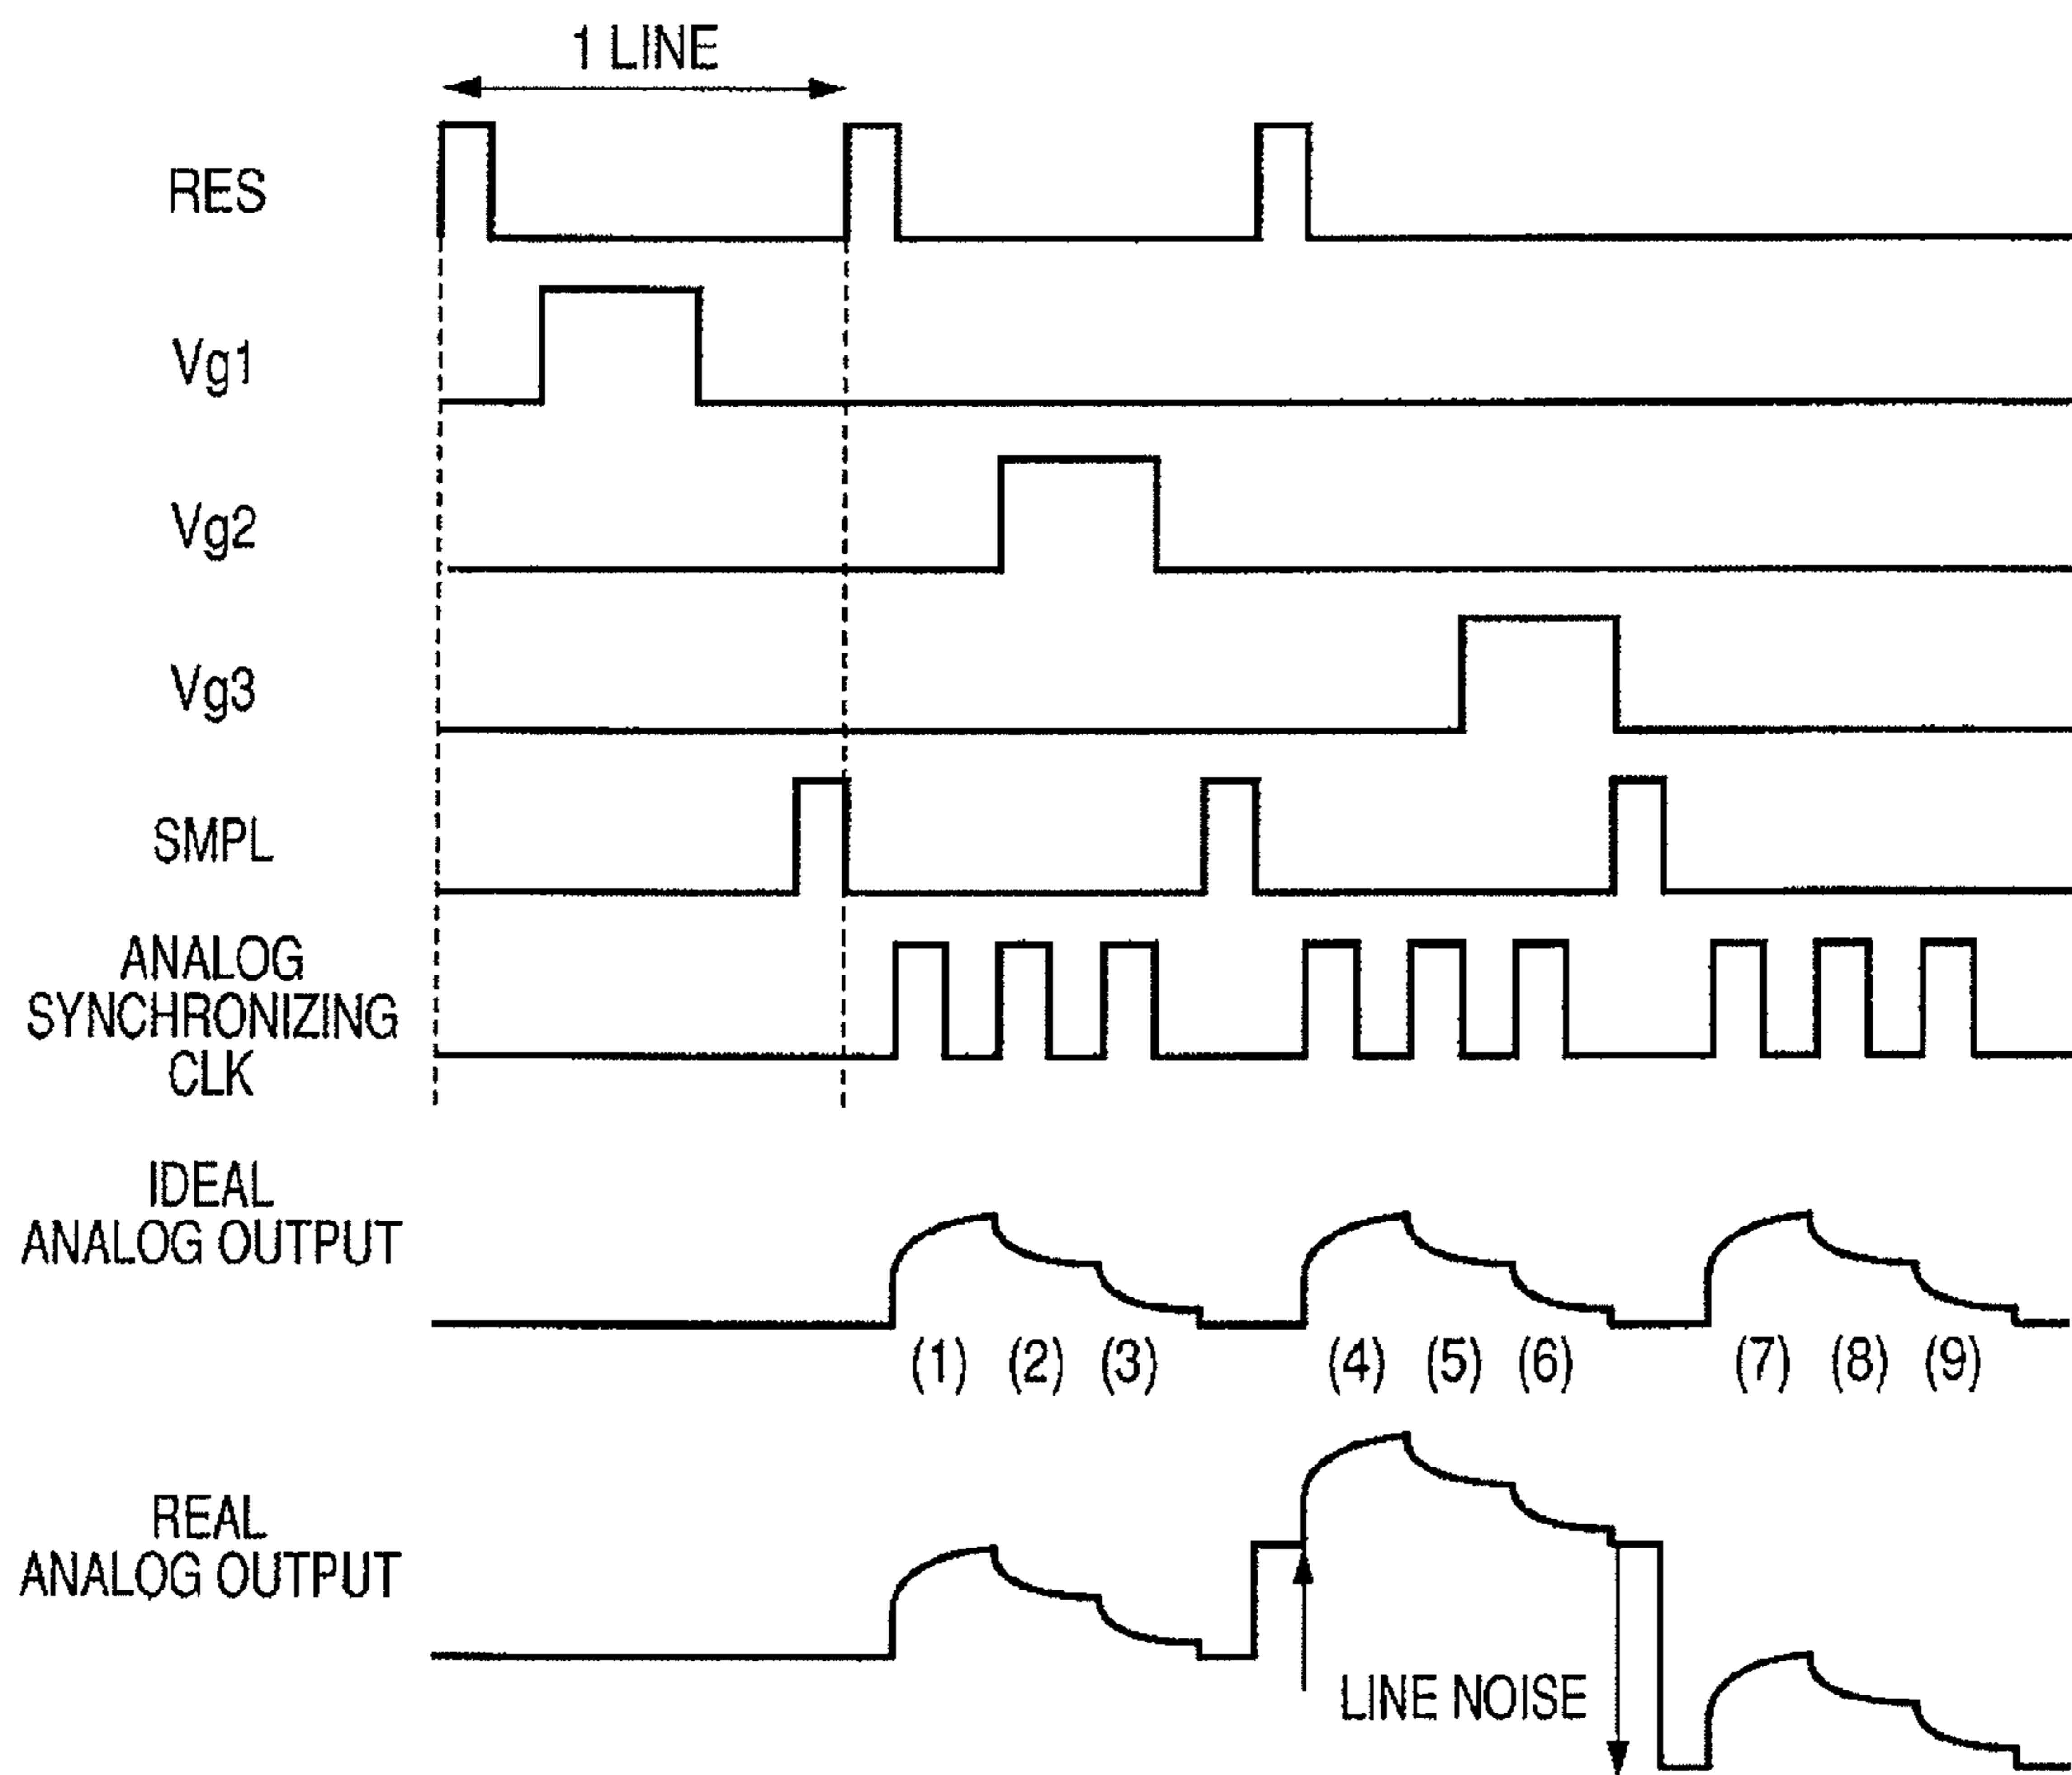 1 LINE
RES
Vg1
Vg2
Vg3
SMPL
ANALOG
SYNCHRONIZING
CLK
IDEAL
ANALOG OUTPUT
(1) (2) (3) (4) (5) (6) (7) (8) (9)
REAL
ANALOG OUTPUT
LINE NOISE